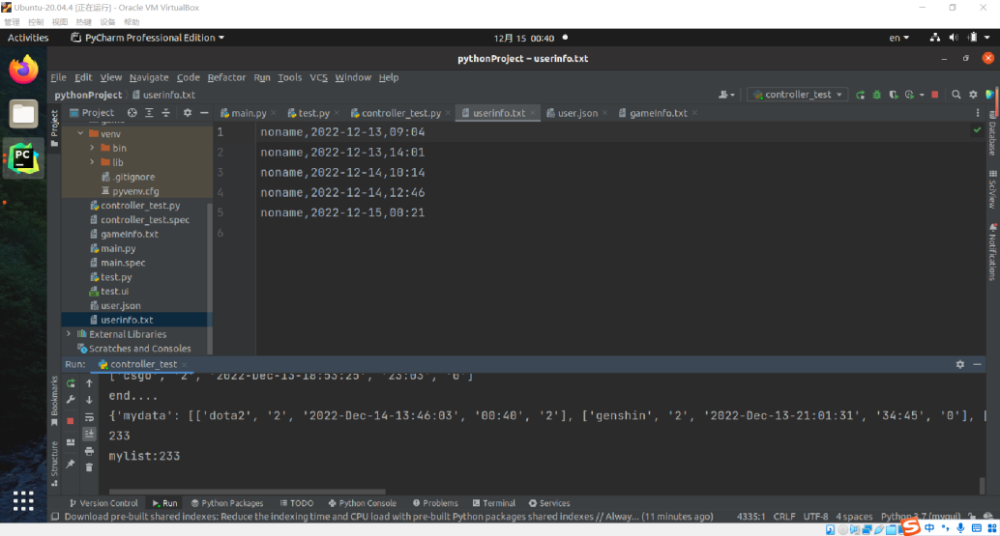 Ubuntu-20.04.4 [正在运行] - Oracle VM VirtualBox
管理 控制 视图 热键 设备 帮助
Activities PyCharm Professional Edition 12月 15 00:40 en
pythonProject – userinfo.txt
File Edit View Navigate Code Refactor Run Tools VCS Window Help
pythonProject userinfo.txt controller_test
Project main.py test.py controller_test.py userinfo.txt user.json gameInfo.txt
Project
venv
bin
lib
.gitignore
pyvenv.cfg
controller_test.py
controller_test.spec
gameInfo.txt
main.py
main.spec
test.py
test.ui
user.json
userinfo.txt
External Libraries
Scratches and Consoles
1 noname,2022-12-13,09:04
2 noname,2022-12-13,14:01
3 noname,2022-12-14,10:14
4 noname,2022-12-14,12:46
5 noname,2022-12-15,00:21
6
Database
SciView
Notifications
Run: controller_test
['csgo', '2', '2022-Dec-13-18:53:25', '23:03', '0']
end....
{'mydata': [['dota2', '2', '2022-Dec-14-13:46:03', '00:40', '2'], ['genshin', '2', '2022-Dec-13-21:01:31', '34:45', '0'], [
233
mylist:233
Bookmarks
Structure
Version Control Run Python Packages TODO Python Console Problems Terminal Services
Download pre-built shared indexes: Reduce the indexing time and CPU load with pre-built Python packages shared indexes // Alway... (11 minutes ago) 4335:1 CRLF UTF-8 4 spaces
中